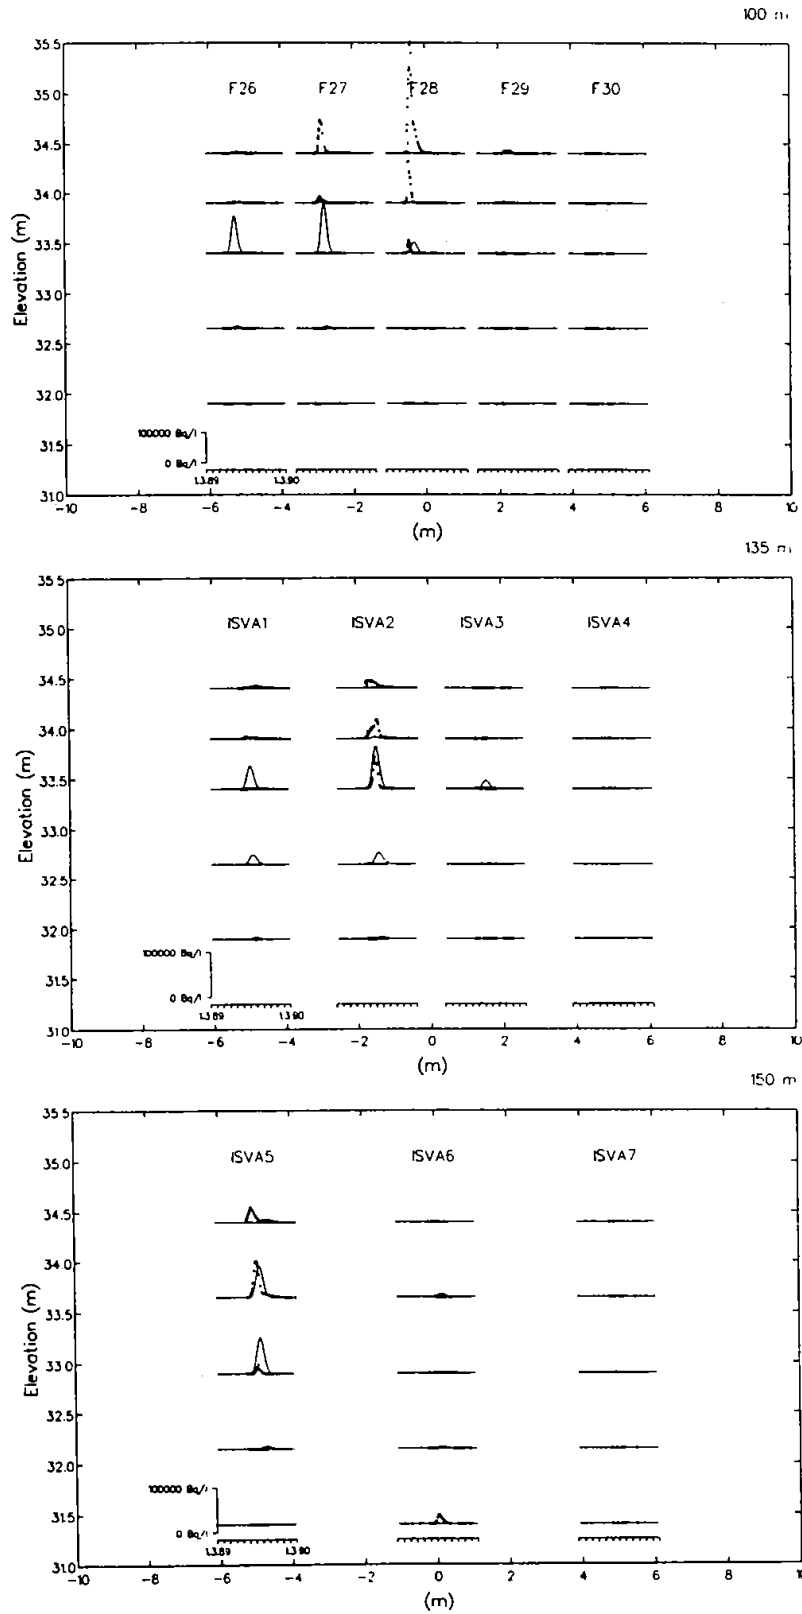 100 m
35.5
F26 F27 F28 F29 F30
35.0
34.5
34.0
33.5
33.0
32.5
32.0
31.5
31.0
Elevation (m)
100000 Bq/l
0 Bq/l
1.3.89 1.3.90
-10 -8 -6 -4 -2 0 2 4 6 8 10
(m)
135 m
35.5
35.0
ISVA1 ISVA2 ISVA3 ISVA4
34.5
34.0
33.5
33.0
32.5
32.0
31.5
31.0
Elevation (m)
100000 Bq/l
0 Bq/l
1.3.89 1.3.90
-10 -8 -6 -4 -2 0 2 4 6 8 10
(m)
150 m
35.5
35.0
ISVA5 ISVA6 ISVA7
34.5
34.0
33.5
33.0
32.5
32.0
31.5
31.0
Elevation (m)
100000 Bq/l
0 Bq/l
1.3.89 1.3.90
-10 -8 -6 -4 -2 0 2 4 6 8
(m)